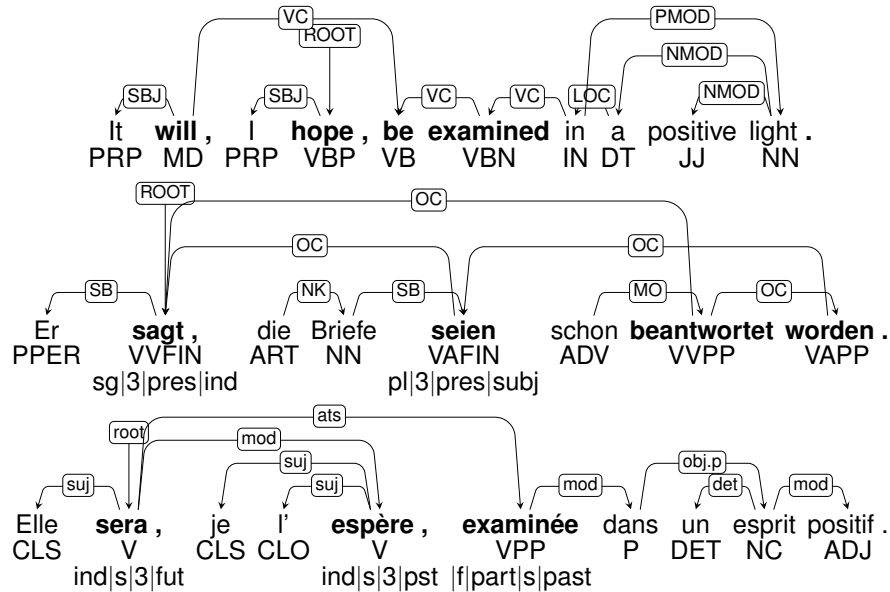 VC
ROOT PMOD
NMOD
SBJ SBJ VC VC LOC NMOD
It will , I hope , be examined in a positive light .
PRP MD PRP VBP VB VBN IN DT JJ NN
ROOT OC
OC OC
SB NK SB MO OC
Er sagt , die Briefe seien schon beantwortet worden .
PPER VVFIN ART NN VAFIN ADV VVPP VAPP
sg|3|pres|ind pl|3|pres|subj
ats
root mod
suj obj.p
suj suj mod det mod
Elle sera , je l' espère , examinée dans un esprit positif .
CLS V CLS CLO V VPP P DET NC ADJ
ind|s|3|fut ind|s|3|pst |f|part|s|past